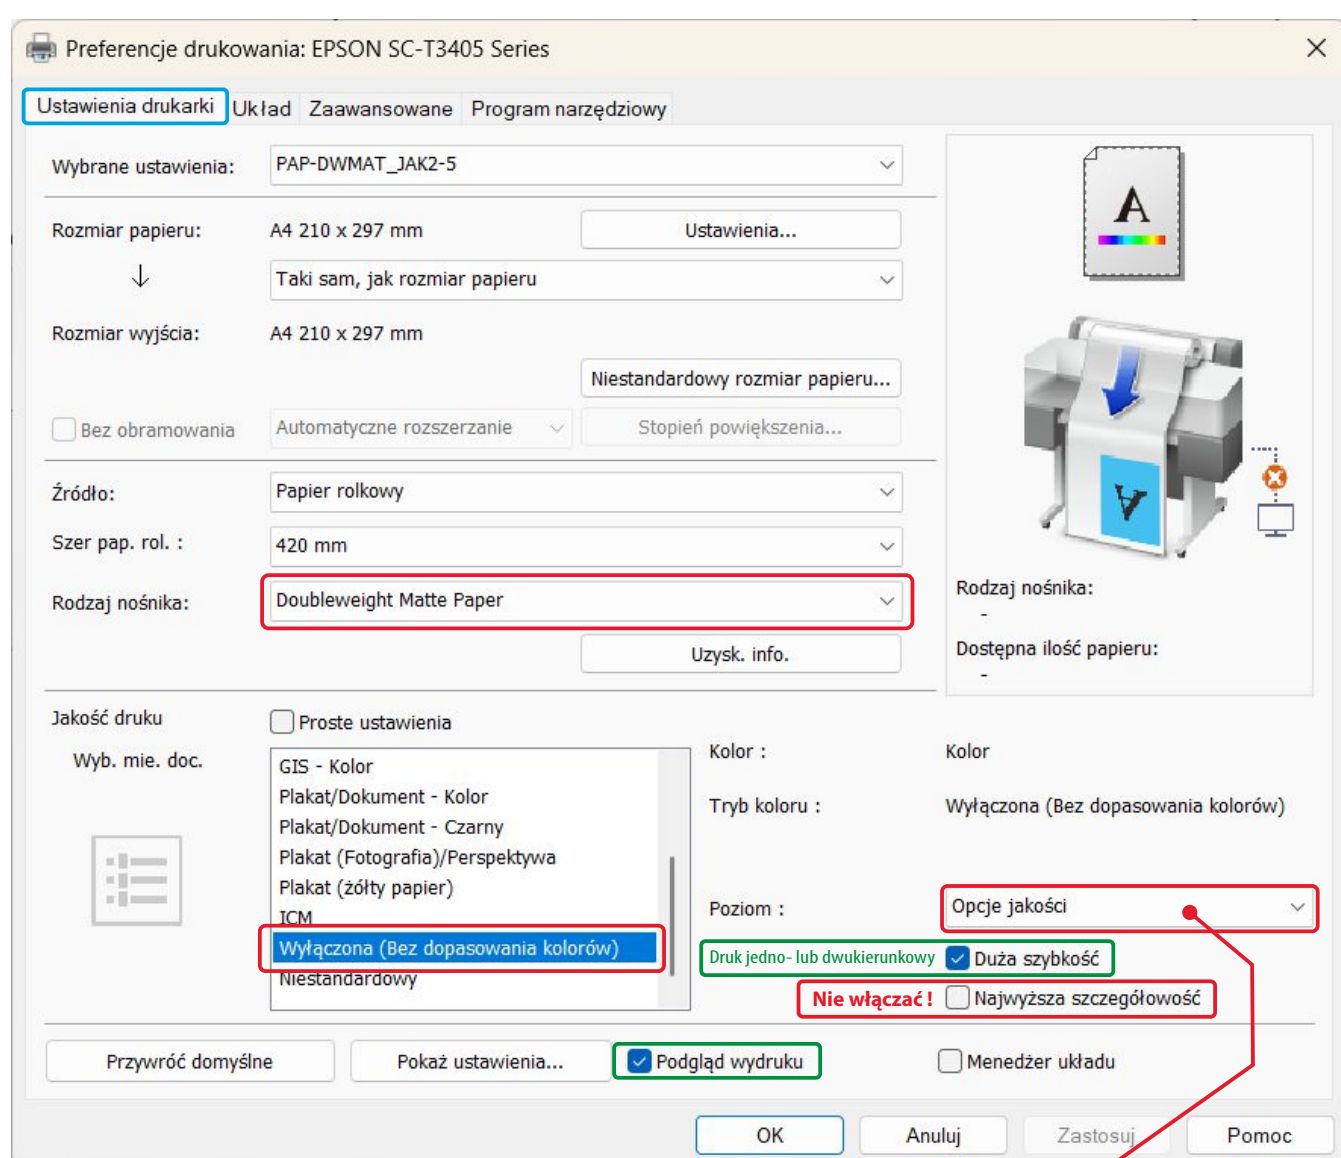 Preferencje drukowania: EPSON SC-T3405 Series
Ustawienia drukarki Układ Zaawansowane Program narzędziowy
Wybrane ustawienia: PAP-DWMAT_JAK2-5
A
Rozmiar papieru: A4 210 x 297 mm Ustawienia...
Taki sam, jak rozmiar papieru
Rozmiar wyjścia: A4 210 x 297 mm
Niestandardowy rozmiar papieru...
Bez obramowania Automatyczne rozszerzanie Stopień powiększenia...
Źródło: Papier rolkowy
A
Szer pap. rol. : 420 mm
Rodzaj nośnika: Doubleweight Matte Paper
Rodzaj nośnika:
-
Uzysk. info.
Dostępna ilość papieru:
-
Jakość druku Proste ustawienia
Wyb. mie. doc.
GIS - Kolor
Plakat/Dokument - Kolor
Plakat/Dokument - Czarny
Plakat (Fotografia)/Perspektywa
Plakat (żółty papier)
ICM
Wyłączona (Bez dopasowania kolorów)
Niestandardowy
Kolor : Kolor
Tryb koloru : Wyłączona (Bez dopasowania kolorów)
Poziom : Opcje jakości
Druk jedno- lub dwukierunkowy Duża szybkość
Nie włączać ! Najwyższa szczegółowość
Przywróć domyślne Pokaż ustawienia... Podgląd wydruku Menedżer układu
OK Anuluj Zastosuj Pomoc